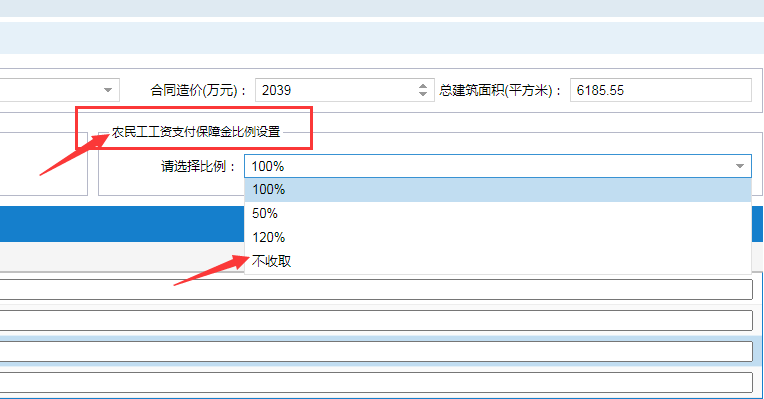 合同造价(万元)： 2039 总建筑面积(平方米)： 6185.55
农民工工资支付保障金比例设置
请选择比例： 100%
100%
50%
120%
不收取